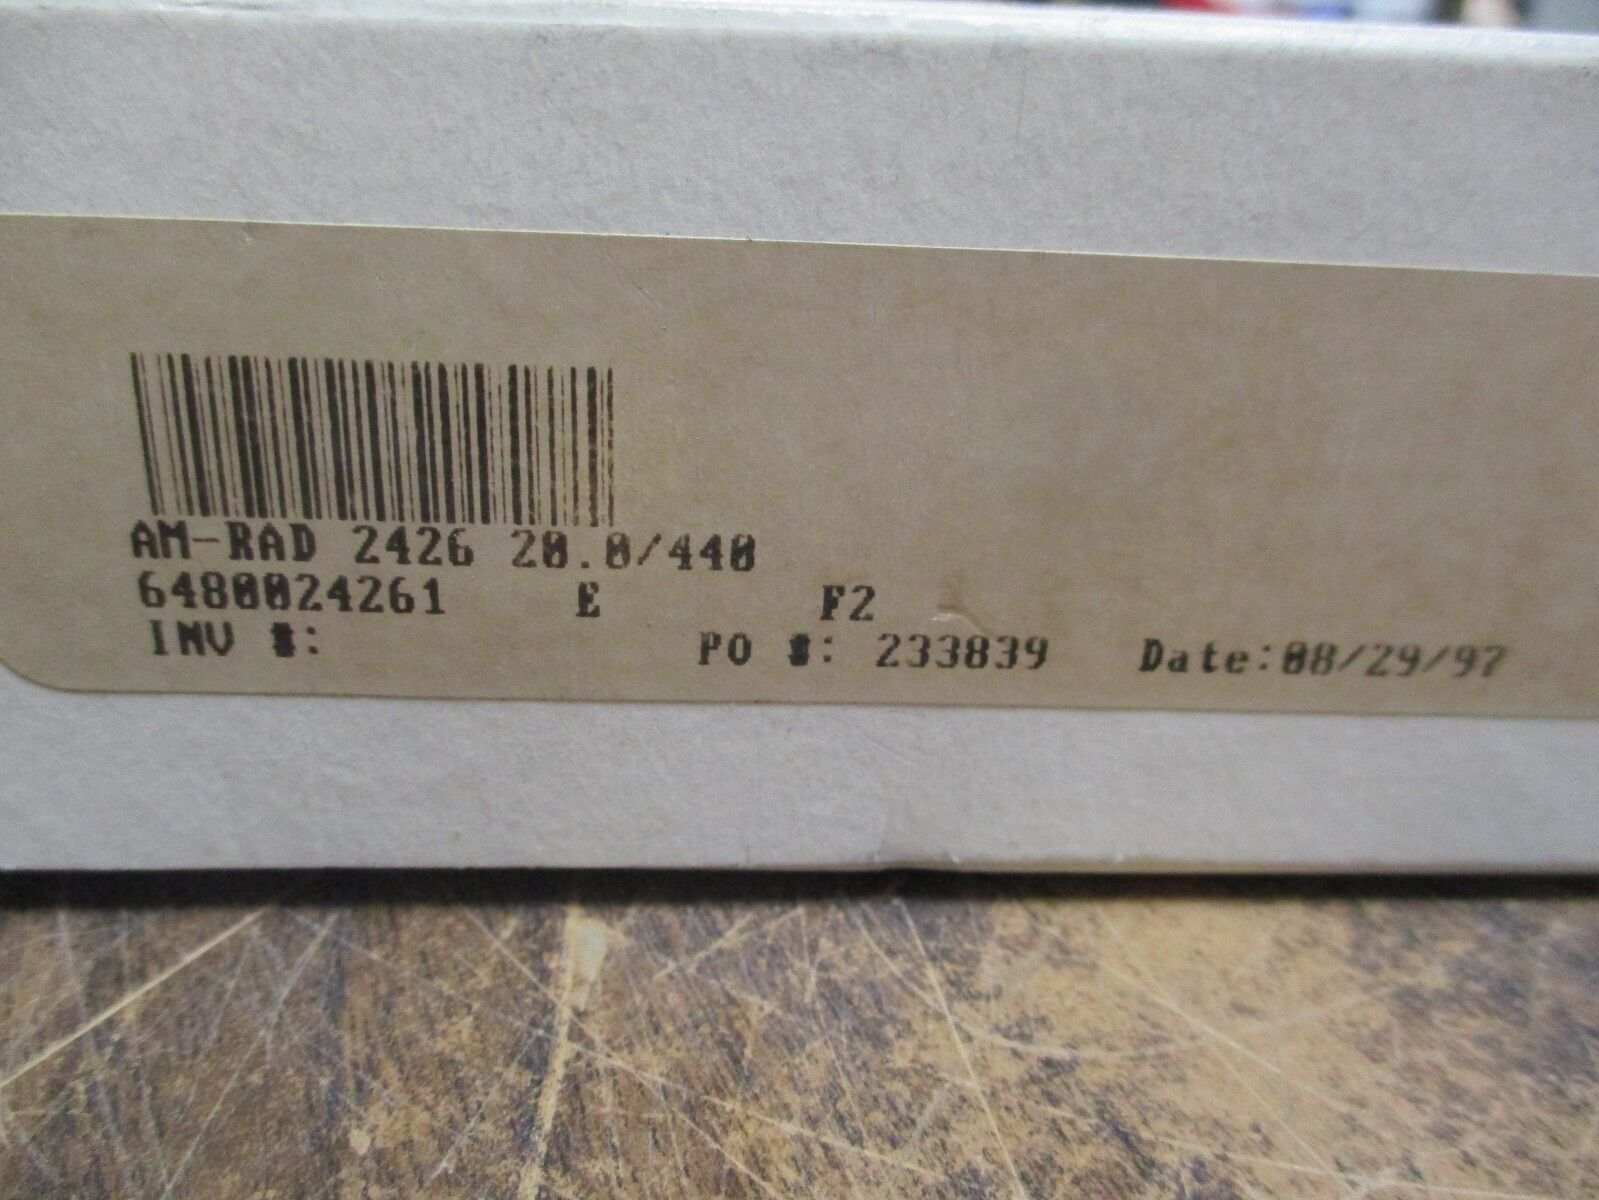 AM-RAD 2426 20.0/440
6480024261 E F2
INV #: PO #: 233839 Date:08/29/97